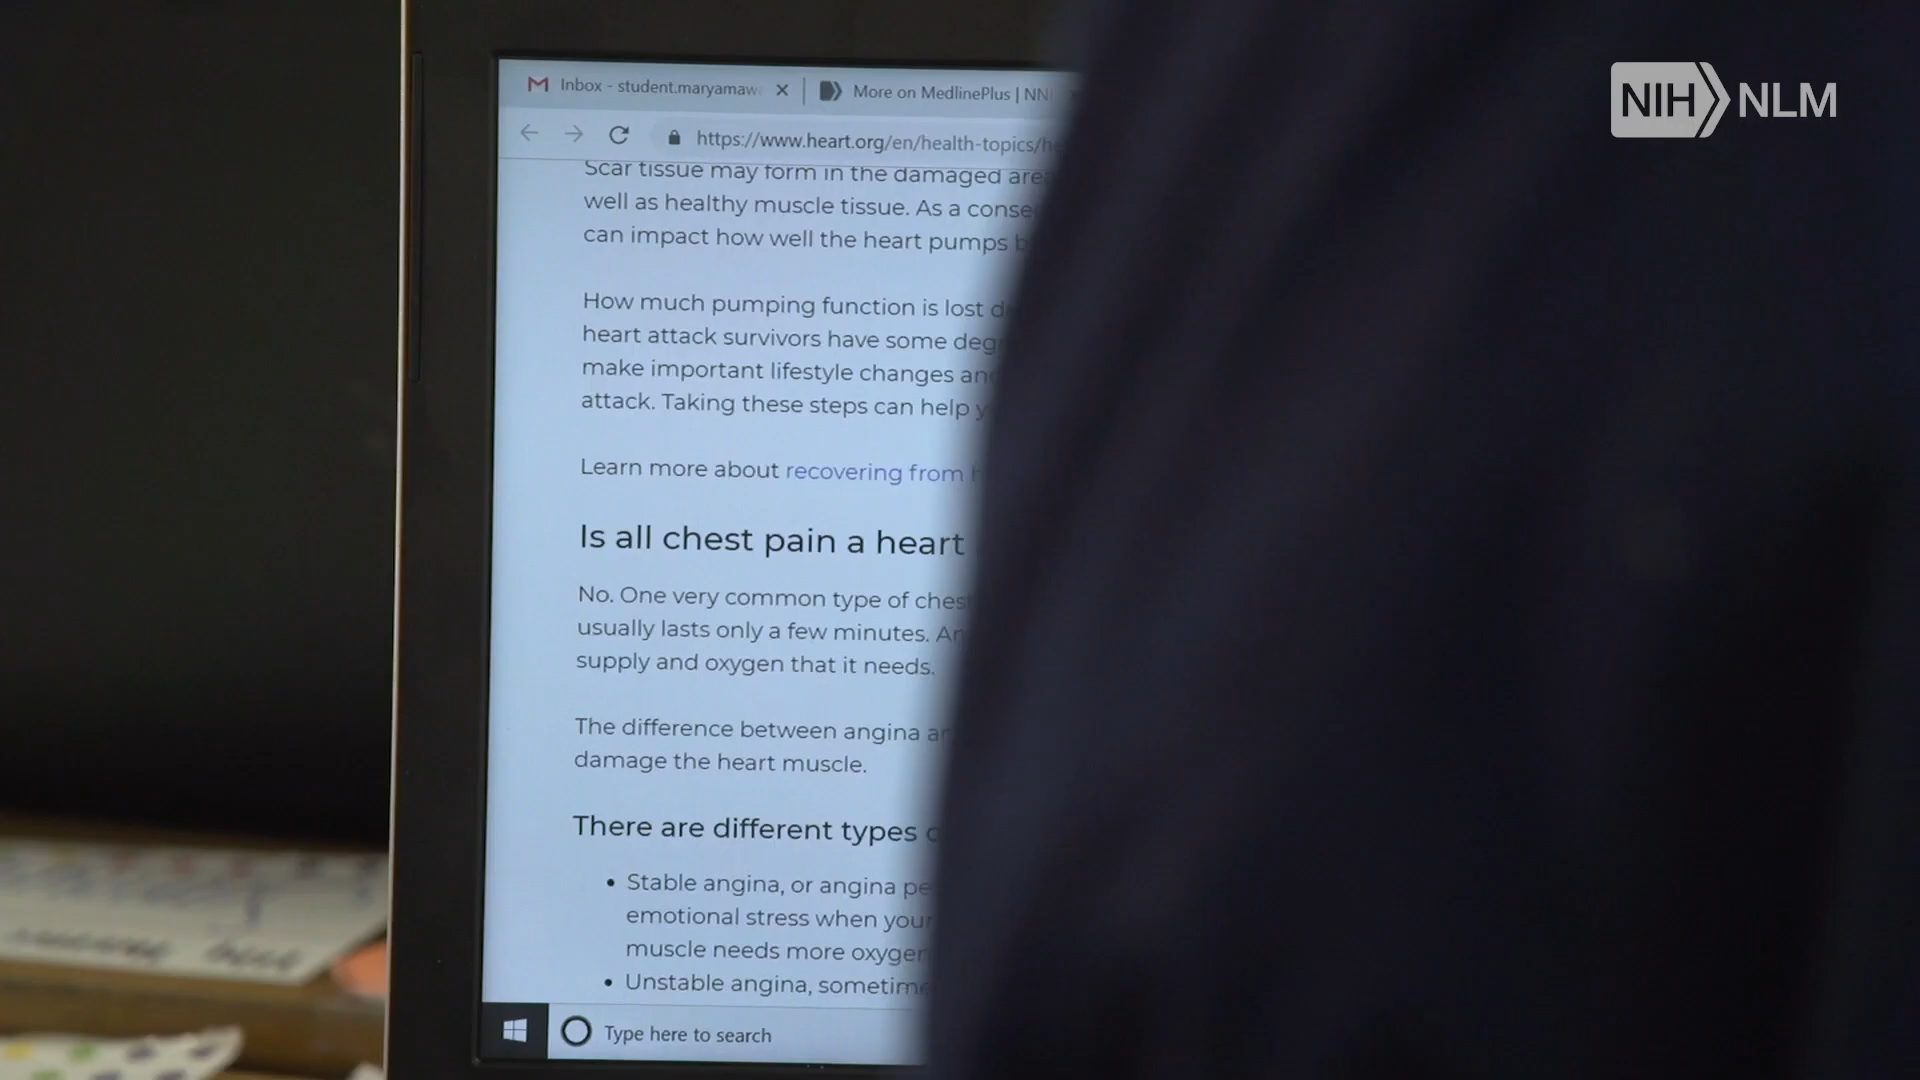 NIH NLM
Inbox - student.maryamaw
More on MedlinePlus | NN
https://www.heart.org/en/health-topics/he
Scar tissue may form in the damaged area
well as healthy muscle tissue. As a conse
can impact how well the heart pumps b
How much pumping function is lost d
heart attack survivors have some deg
make important lifestyle changes and
attack. Taking these steps can help y
Learn more about recovering from h
Is all chest pain a heart
No. One very common type of chest
usually lasts only a few minutes. An
supply and oxygen that it needs.
The difference between angina an
damage the heart muscle.
There are different types o
• Stable angina, or angina pe
emotional stress when your
muscle needs more oxygen
• Unstable angina, sometime
Type here to search